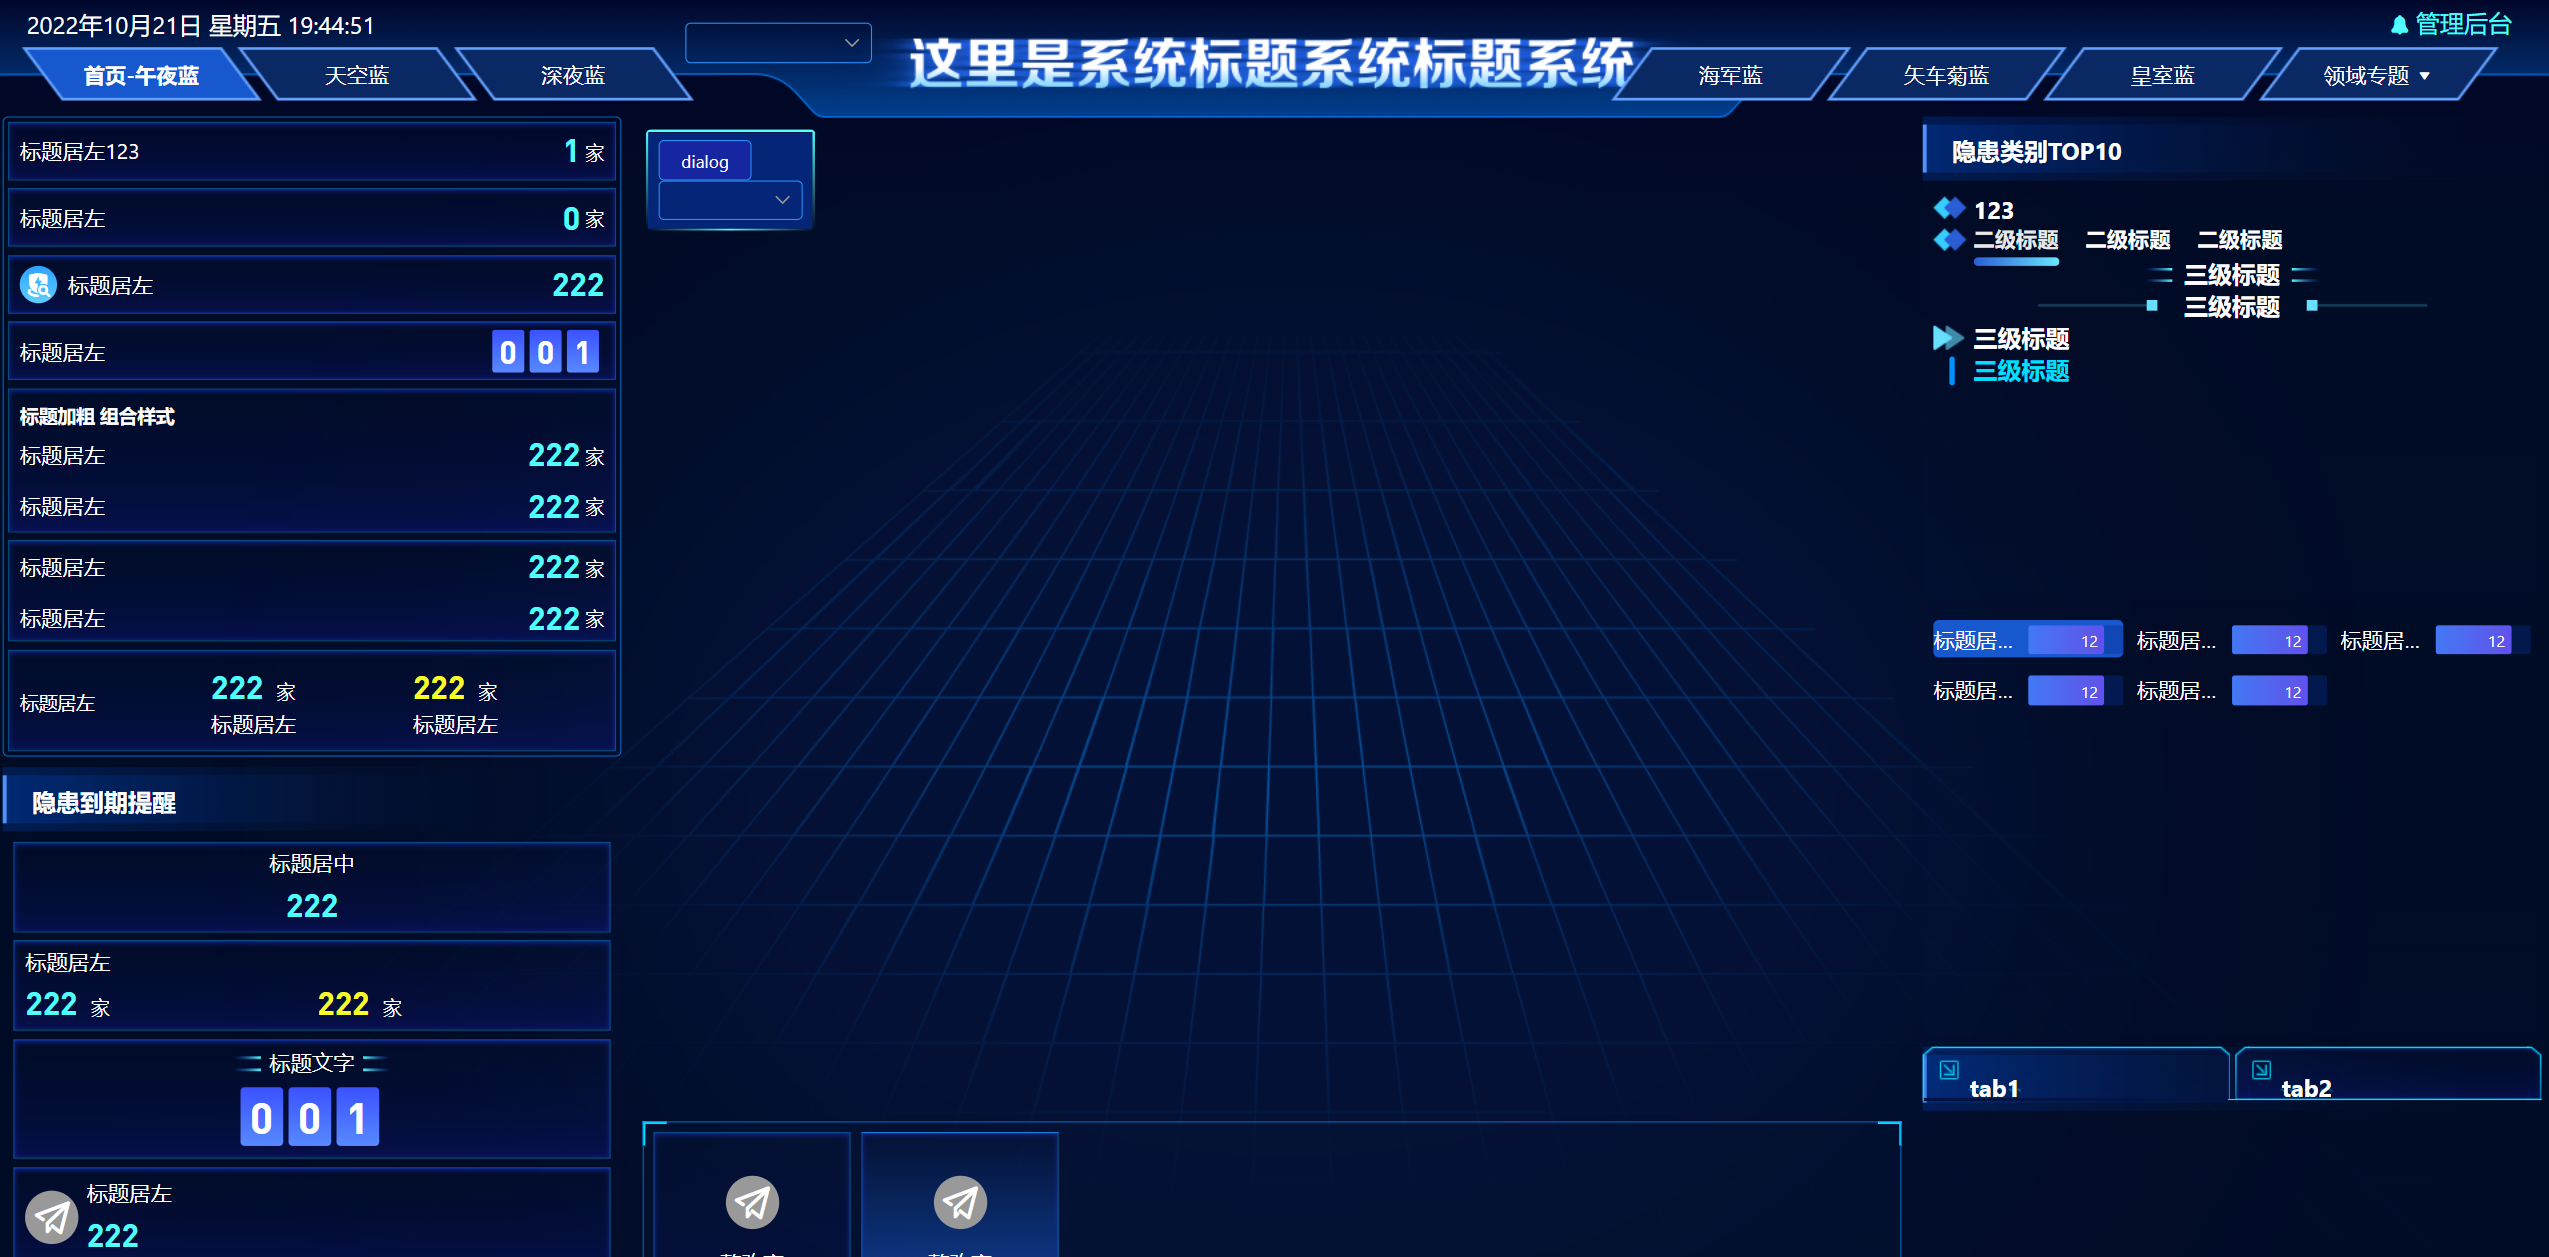 2022年10月21日 星期五 19:44:51
管理后台
首页-午夜蓝
天空蓝
深夜蓝
这里是系统标题系统标题系统
海军蓝
矢车菊蓝
皇室蓝
领域专题
标题居左123
1 家
标题居左
0 家
标题居左
222
标题居左
0 0 1
标题加粗 组合样式
标题居左
222 家
标题居左
222 家
标题居左
222 家
标题居左
222 家
标题居左
222 家
标题居左
222 家
标题居左
隐患到期提醒
标题居中
222
标题居左
222 家
222 家
标题文字
0 0 1
标题居左
222
dialog
隐患类别TOP10
123
二级标题 二级标题 二级标题
三级标题
三级标题
三级标题
三级标题
标题居... 12 标题居... 12 标题居... 12
标题居... 12 标题居... 12
tab1
tab2